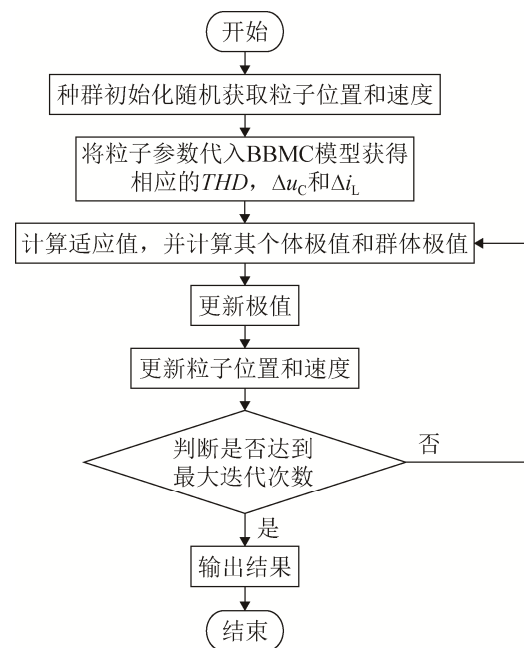 开始
种群初始化随机获取粒子位置和速度
将粒子参数代入BBMC模型获得
相应的THD，Δu_C和Δi_L
计算适应值，并计算其个体极值和群体极值
更新极值
更新粒子位置和速度
判断是否达到
最大迭代次数
否
是
输出结果
结束